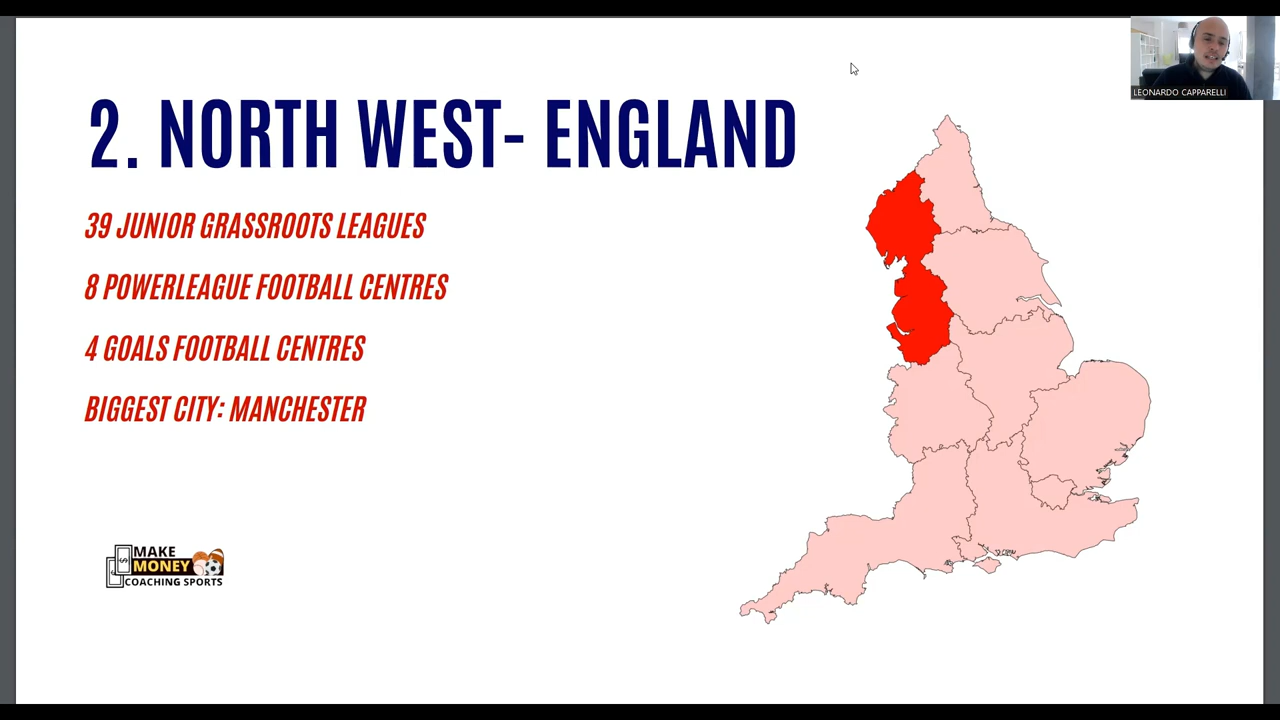 LEONARDO CAPPARELLI
2. NORTH WEST- ENGLAND
39 JUNIOR GRASSROOTS LEAGUES
8 POWERLEAGUE FOOTBALL CENTRES
4 GOALS FOOTBALL CENTRES
BIGGEST CITY: MANCHESTER
MAKE
MONEY
COACHING SPORTS